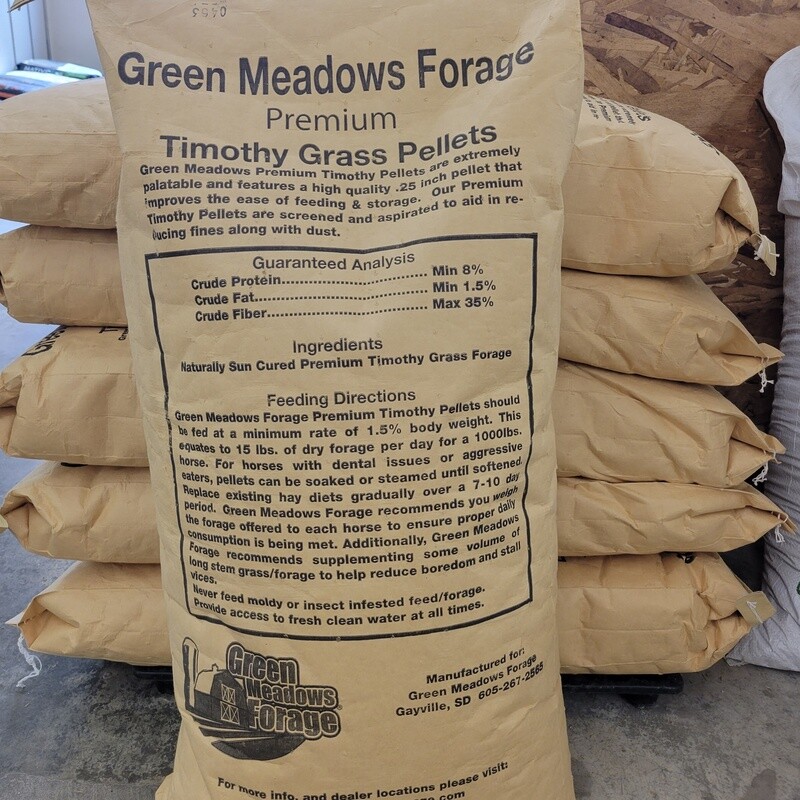 Green Meadows Forage
Premium
Timothy Grass Pellets
Green Meadows Premium Timothy Pellets are extremely
palatable and features a high quality .25 inch pellet that
improves the ease of feeding & storage. Our Premium
Timothy Pellets are screened and aspirated to aid in re-
ducing fines along with dust.
Guaranteed Analysis
Crude Protein........................................ Min 8%
Crude Fat............................................. Min 1.5%
Crude Fiber.......................................... Max 35%
Ingredients
Naturally Sun Cured Premium Timothy Grass Forage
Feeding Directions
Green Meadows Forage Premium Timothy Pellets should
be fed at a minimum rate of 1.5% body weight. This
equates to 15 lbs. of dry forage per day for a 1000lbs.
horse. For horses with dental issues or aggressive
eaters, pellets can be soaked or steamed until softened.
Replace existing hay diets gradually over a 7-10 day
period. Green Meadows Forage recommends you weigh
the forage offered to each horse to ensure proper daily
consumption is being met. Additionally, Green Meadows
Forage recommends supplementing some volume of
long stem grass/forage to help reduce boredom and stall
vices.
Never feed moldy or insect infested feed/forage.
Provide access to fresh clean water at all times.
Green
Meadows
Forage
Manufactured for:
Green Meadows Forage
Gayville, SD 605-267-2565
For more info. and dealer locations please visit: